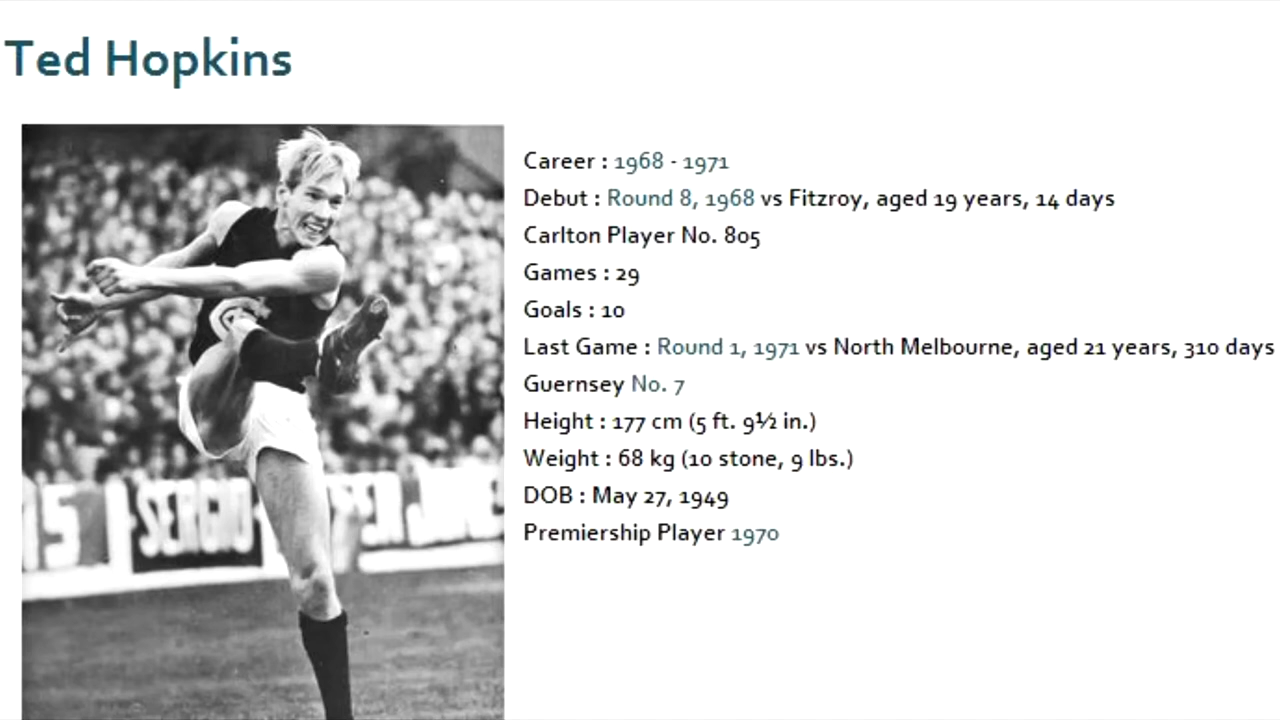 Ted Hopkins
Career : 1968 - 1971
Debut : Round 8, 1968 vs Fitzroy, aged 19 years, 14 days
Carlton Player No. 805
Games : 29
Goals : 10
Last Game : Round 1, 1971 vs North Melbourne, aged 21 years, 310 days
Guernsey No. 7
Height : 177 cm (5 ft. 9½ in.)
Weight : 68 kg (10 stone, 9 lbs.)
DOB : May 27, 1949
Premiership Player 1970
SERGIO